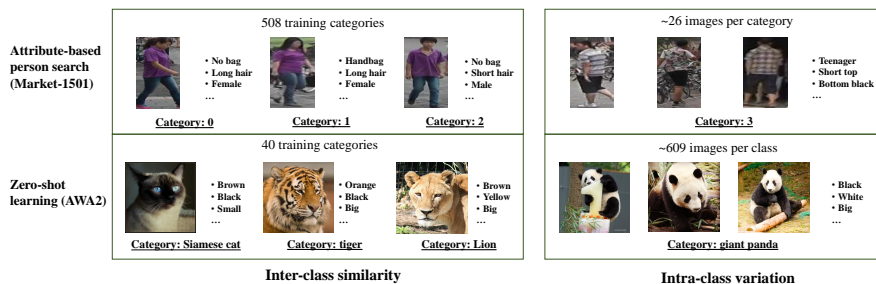 508 training categories
~26 images per category
Attribute-based
person search
(Market-1501)
• No bag
• Long hair
• Female
...
Category: 0
• Handbag
• Long hair
• Female
...
Category: 1
• No bag
• Short hair
• Male
...
Category: 2
• Teenager
• Short top
• Bottom black
...
Category: 3
40 training categories
~609 images per class
Zero-shot
learning (AWA2)
• Brown
• Black
• Small
...
Category: Siamese cat
• Orange
• Black
• Big
...
Category: tiger
• Brown
• Yellow
• Big
...
Category: Lion
• Black
• White
• Big
...
Category: giant panda
Inter-class similarity
Intra-class variation